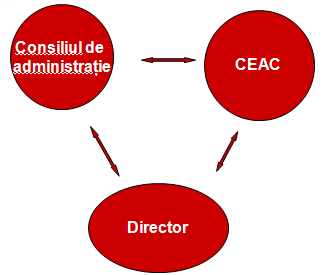 Consiliul de
administrație
CEAC
Director